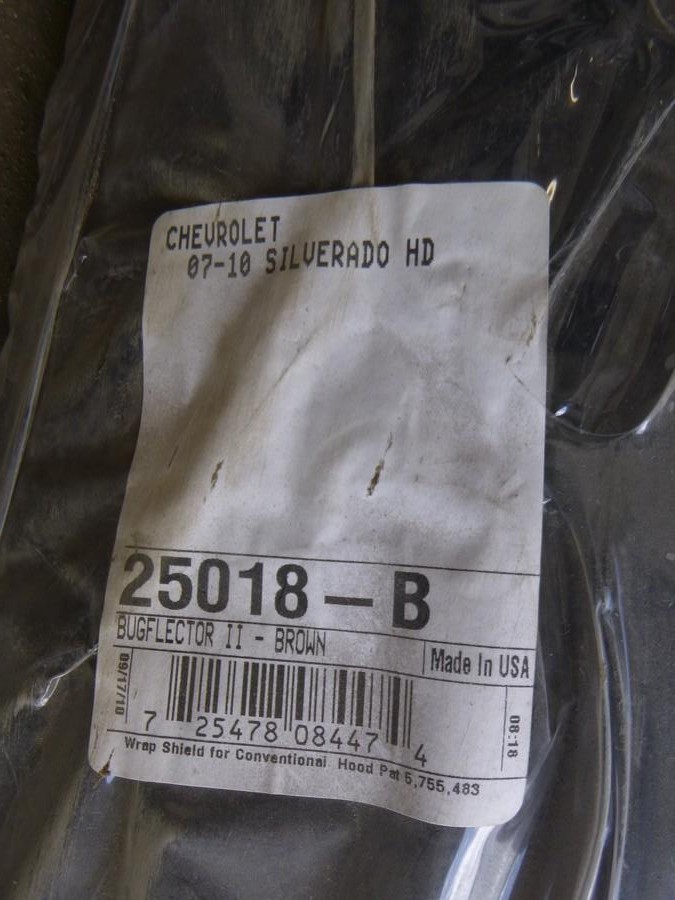 CHEVROLET
07-10 SILVERADO HD
25018-B
BUGFLECTOR II - BROWN
Made In USA
09/17/10
7 25478 08447 4
08:18
Wrap Shield for Conventional Hood Pat 5,755,483